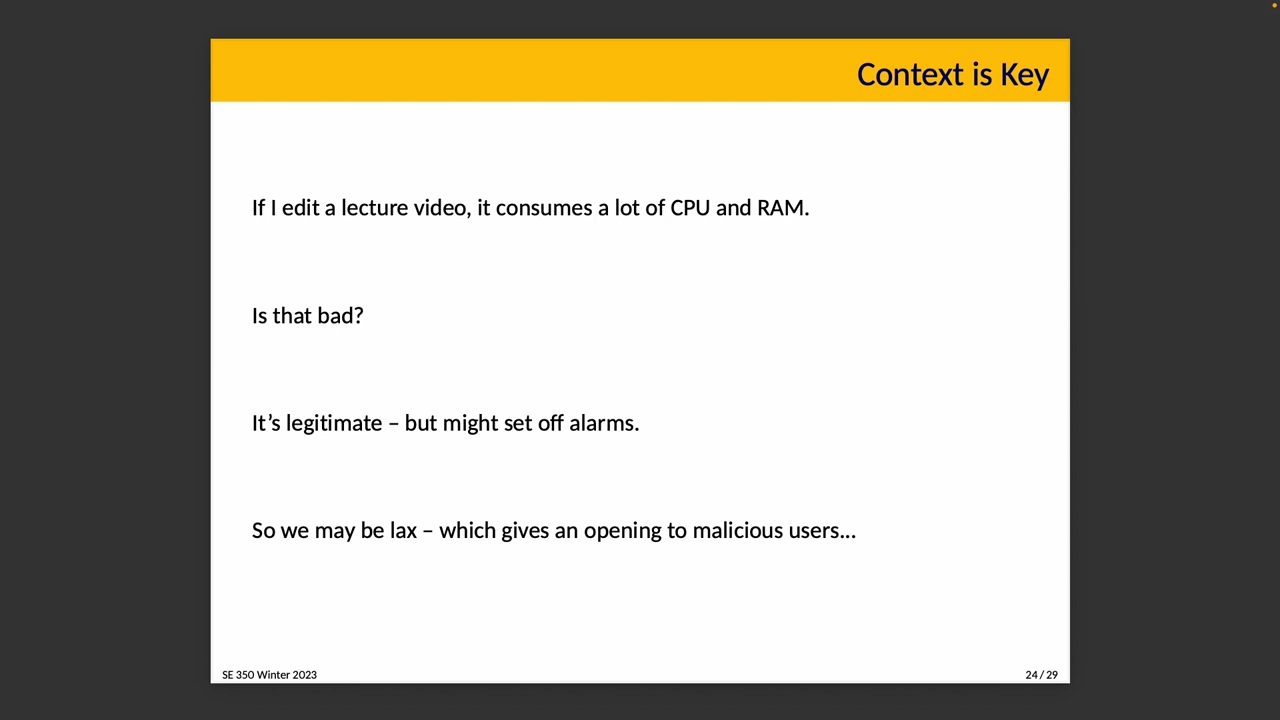 Context is Key
If I edit a lecture video, it consumes a lot of CPU and RAM.
Is that bad?
It’s legitimate – but might set off alarms.
So we may be lax – which gives an opening to malicious users...
SE 350 Winter 2023
24 / 29